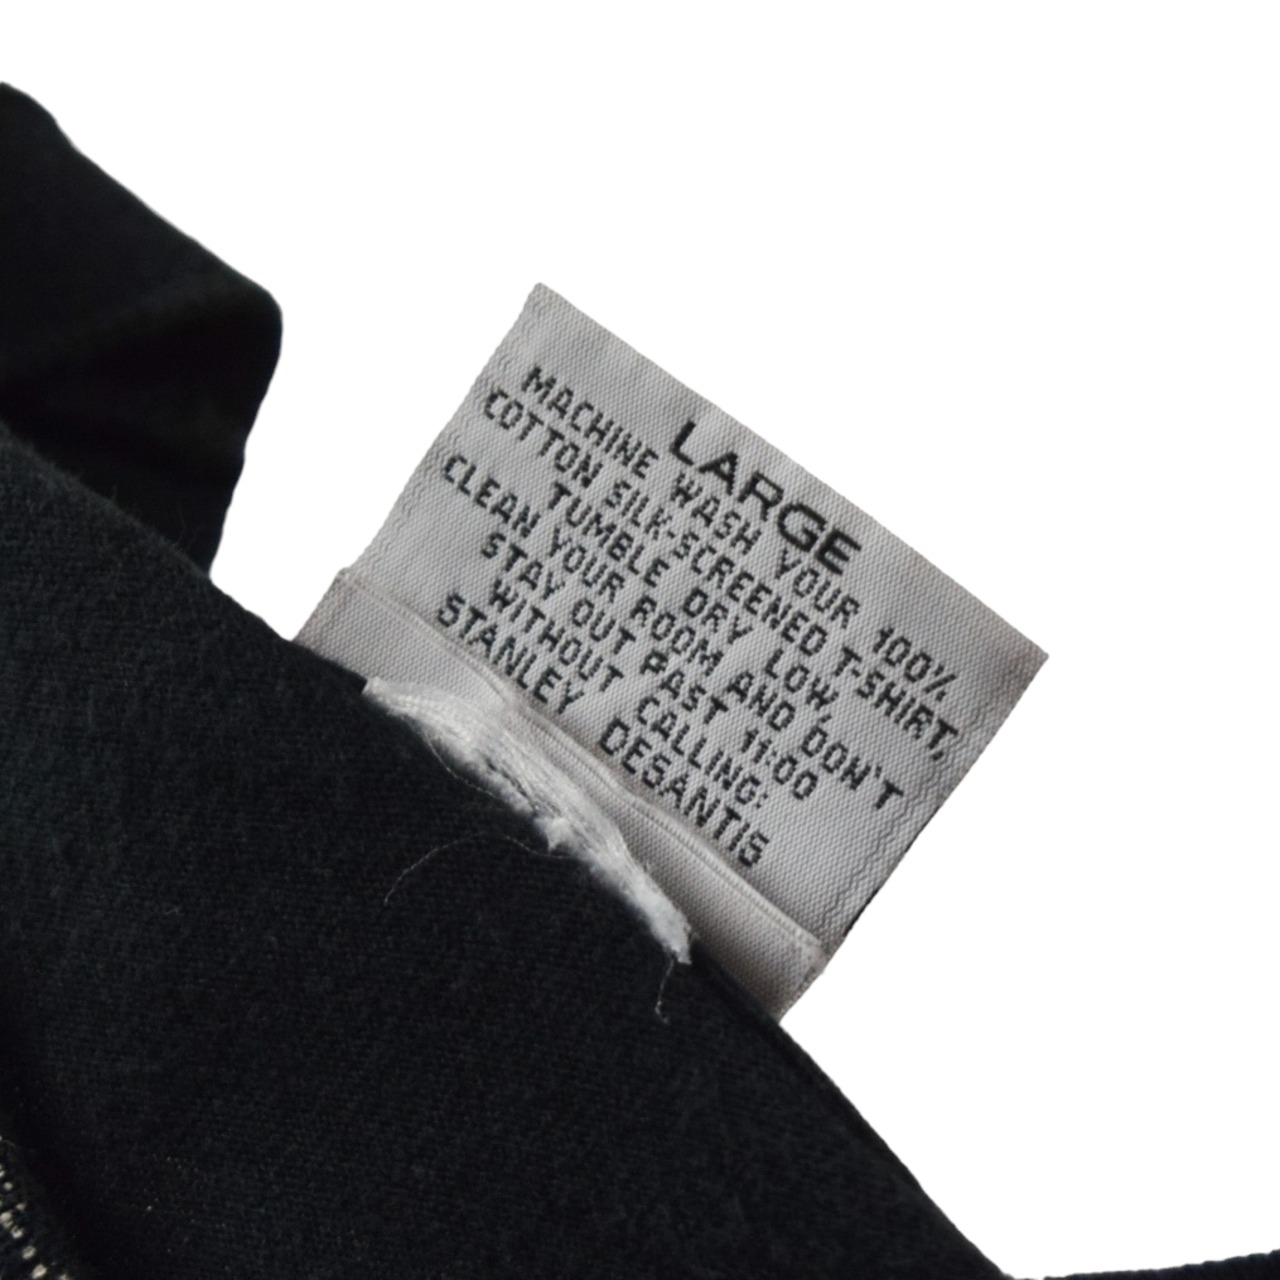 LARGE
MACHINE WASH YOUR 100%
COTTON SILK-SCREENED T-SHIRT,
TUMBLE DRY LOW,
CLEAN YOUR ROOM AND DON'T
STAY OUT PAST 11:00
WITHOUT CALLING:
STANLEY DESANTIS